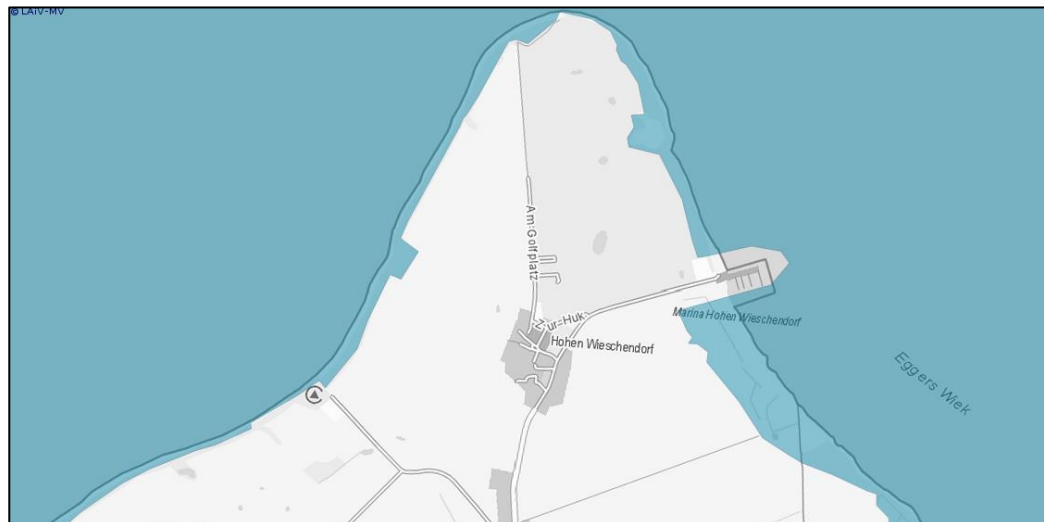 © LAiV-MV
Am Golfplatz
Zur-Huk
Hohen Wieschendorf
Marina Hohen Wieschendorf
Eggers Wiek